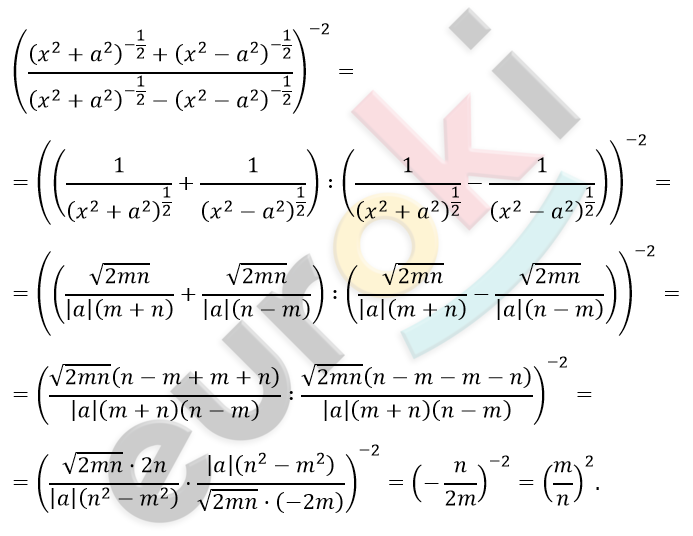 ((x² + a²)^(-1/2) + (x² − a²)^(-1/2) / (x² + a²)^(-1/2) − (x² − a²)^(-1/2))^(−2) =
= ((1/(x² + a²)^(1/2) + 1/(x² − a²)^(1/2)) : (1/(x² + a²)^(1/2) − 1/(x² − a²)^(1/2)))^(−2) =
= ((√(2mn)/|a|(m + n) + √(2mn)/|a|(n − m)) : (√(2mn)/|a|(m + n) − √(2mn)/|a|(n − m)))^(−2) =
= (√(2mn)(n − m + m + n)/|a|(m + n)(n − m) : √(2mn)(n − m − m − n)/|a|(m + n)(n − m))^(−2) =
= (√(2mn) · 2n/|a|(n² − m²) · |a|(n² − m²)/√(2mn) · (−2m))^(−2) = (−n/2m)^(−2) = (m/n)².
euroki